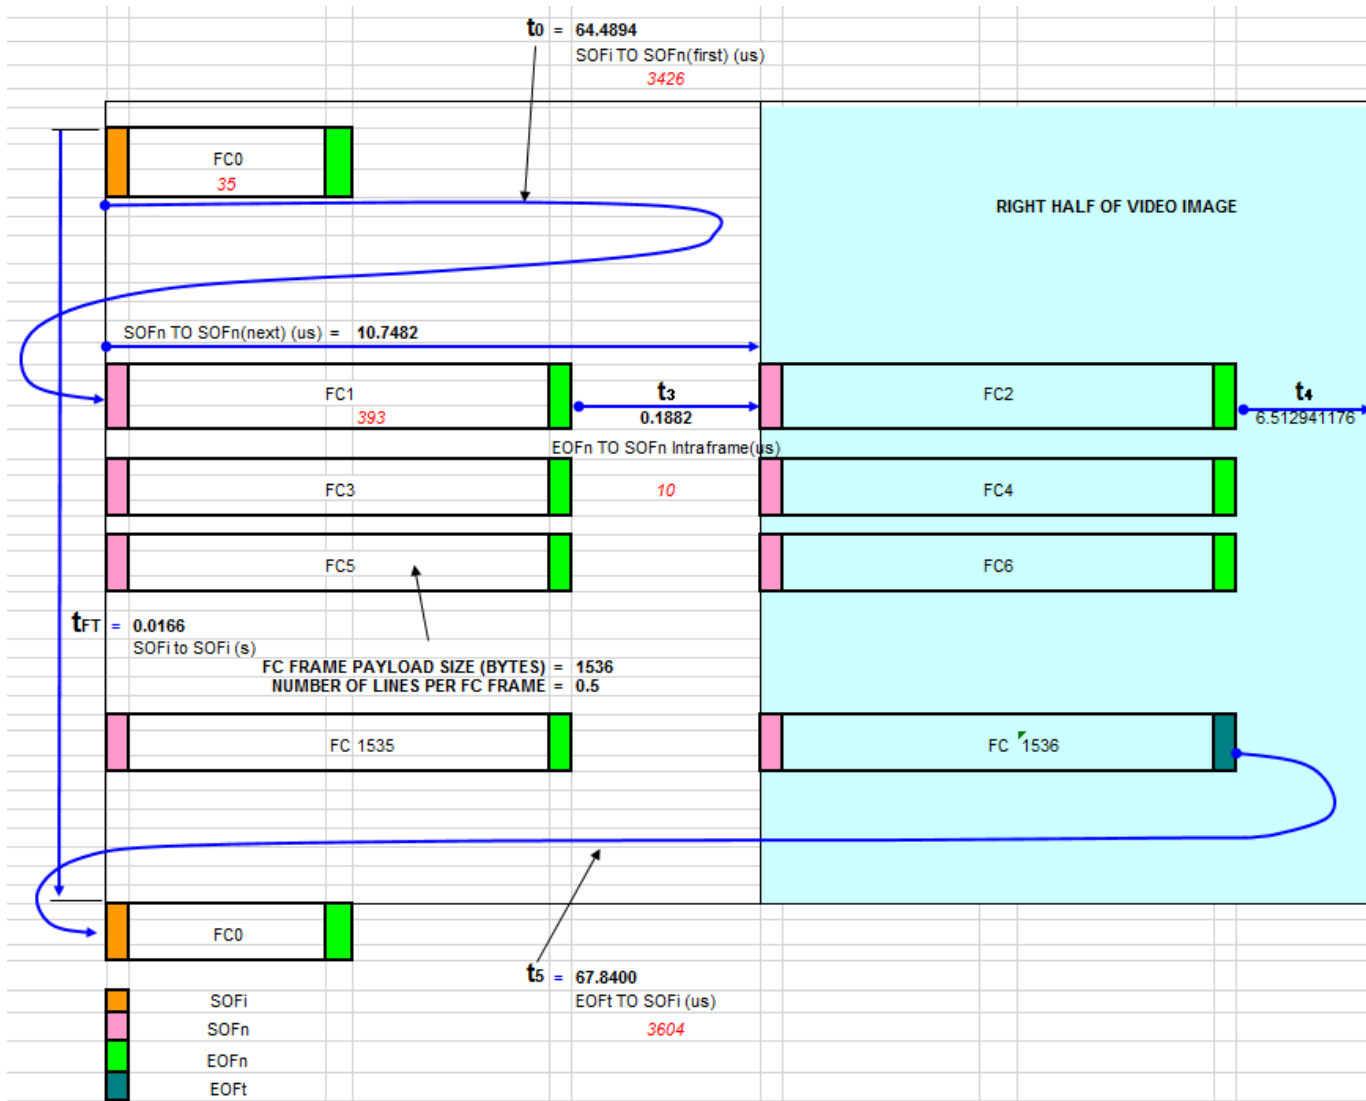 t0 = 64.4894
SOFi TO SOFn(first) (us)
3426
FC0
35
RIGHT HALF OF VIDEO IMAGE
SOFn TO SOFn(next) (us) = 10.7482
FC1
393
t3
0.1882
FC2
t4
6.512941176
EOFn TO SOFn Intraframe(us)
FC3
10
FC4
FC5
FC6
tFT = 0.0166
SOFi to SOFi (s)
FC FRAME PAYLOAD SIZE (BYTES) = 1536
NUMBER OF LINES PER FC FRAME = 0.5
FC 1535
FC 1536
FC0
t5 = 67.8400
EOFt TO SOFi (us)
3604
SOFi
SOFn
EOFn
EOFt